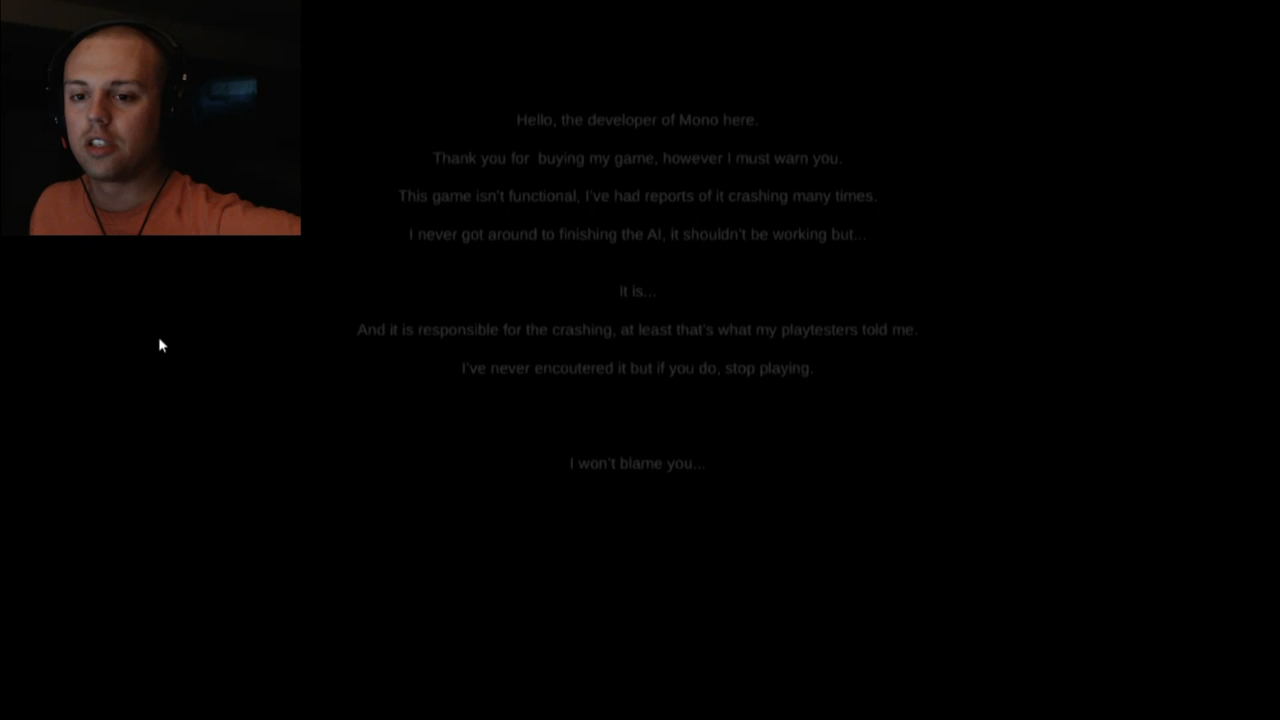 Hello, the developer of Mono here.
Thank you for  buying my game, however I must warn you.
This game isn't functional, I've had reports of it crashing many times.
I never got around to finishing the AI, it shouldn't be working but...
It is...
And it is responsible for the crashing, at least that's what my playtesters told me.
I've never encoutered it but if you do, stop playing.
I won't blame you...